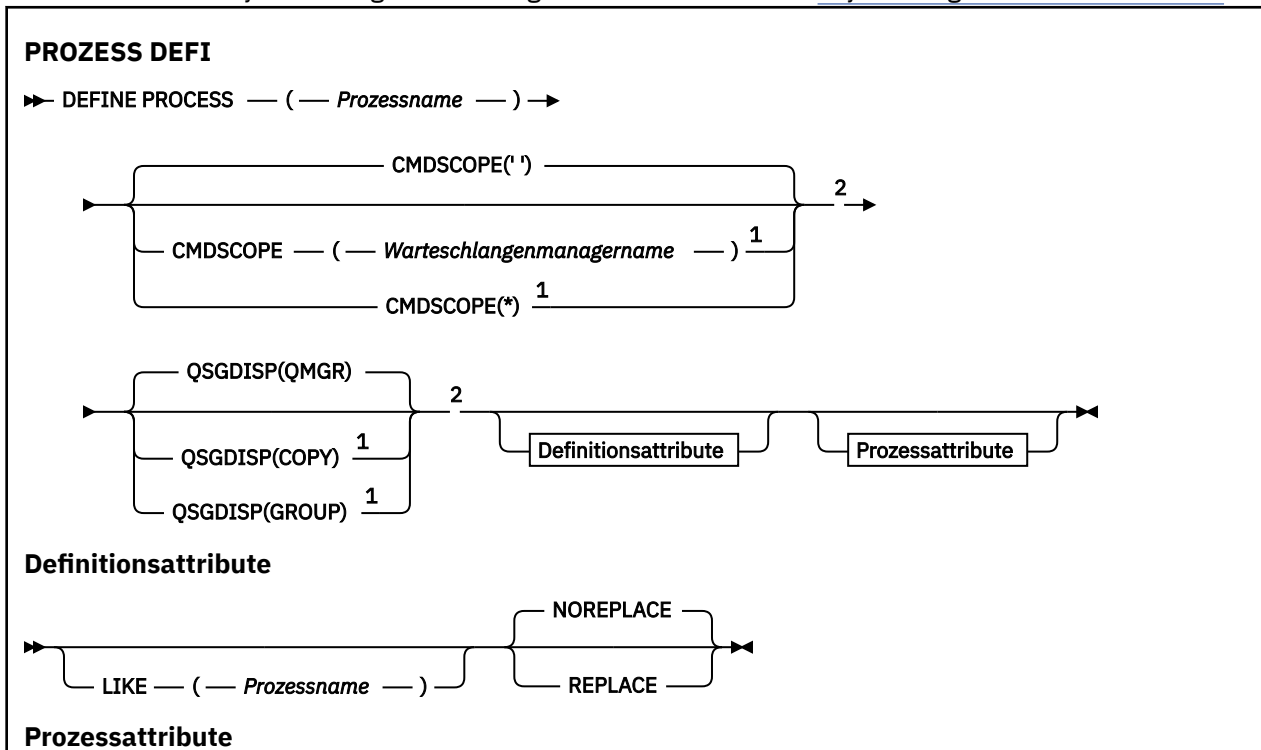 PROZESS DEFI
DEFINE PROCESS ( Prozessname )
CMDSCOPE(' ')
2
CMDSCOPE ( Warteschlangenmanagername ) 1
CMDSCOPE(*) 1
QSGDISP(QMGR)
2
QSGDISP(COPY) 1
Definitionsattribute
Prozessattribute
QSGDISP(GROUP) 1
Definitionsattribute
NOREPLACE
LIKE ( Prozessname )
REPLACE
Prozessattribute